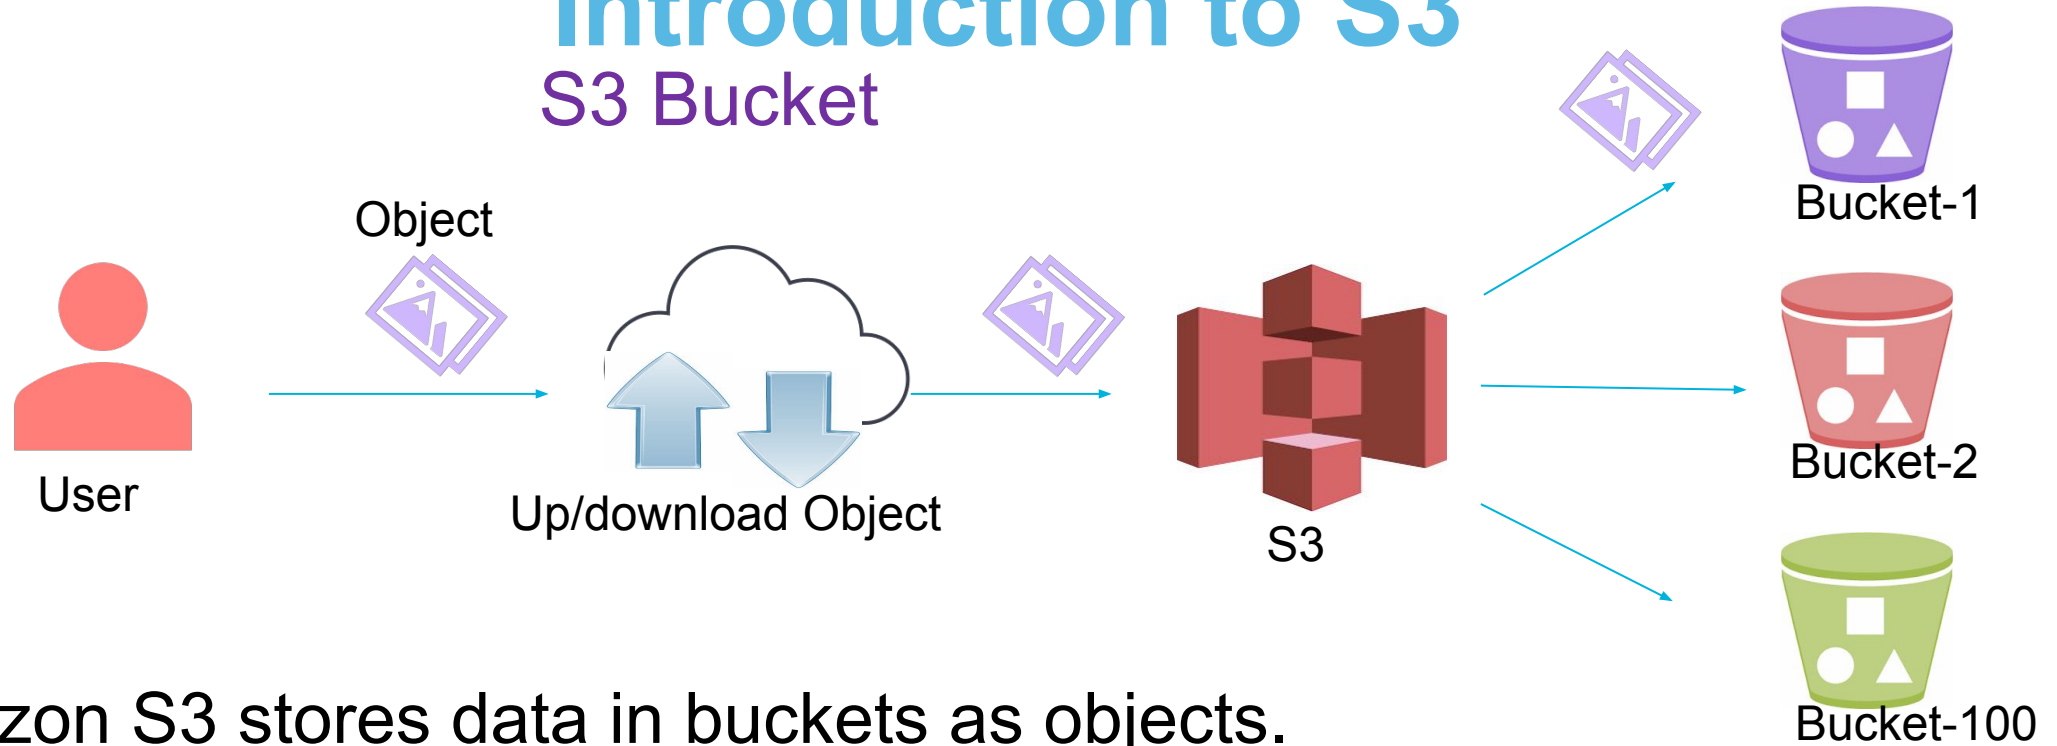 Introduction to S3
S3 Bucket
Object
User
Up/download Object
S3
Bucket-1
Bucket-2
Bucket-100
zon S3 stores data in buckets as objects.